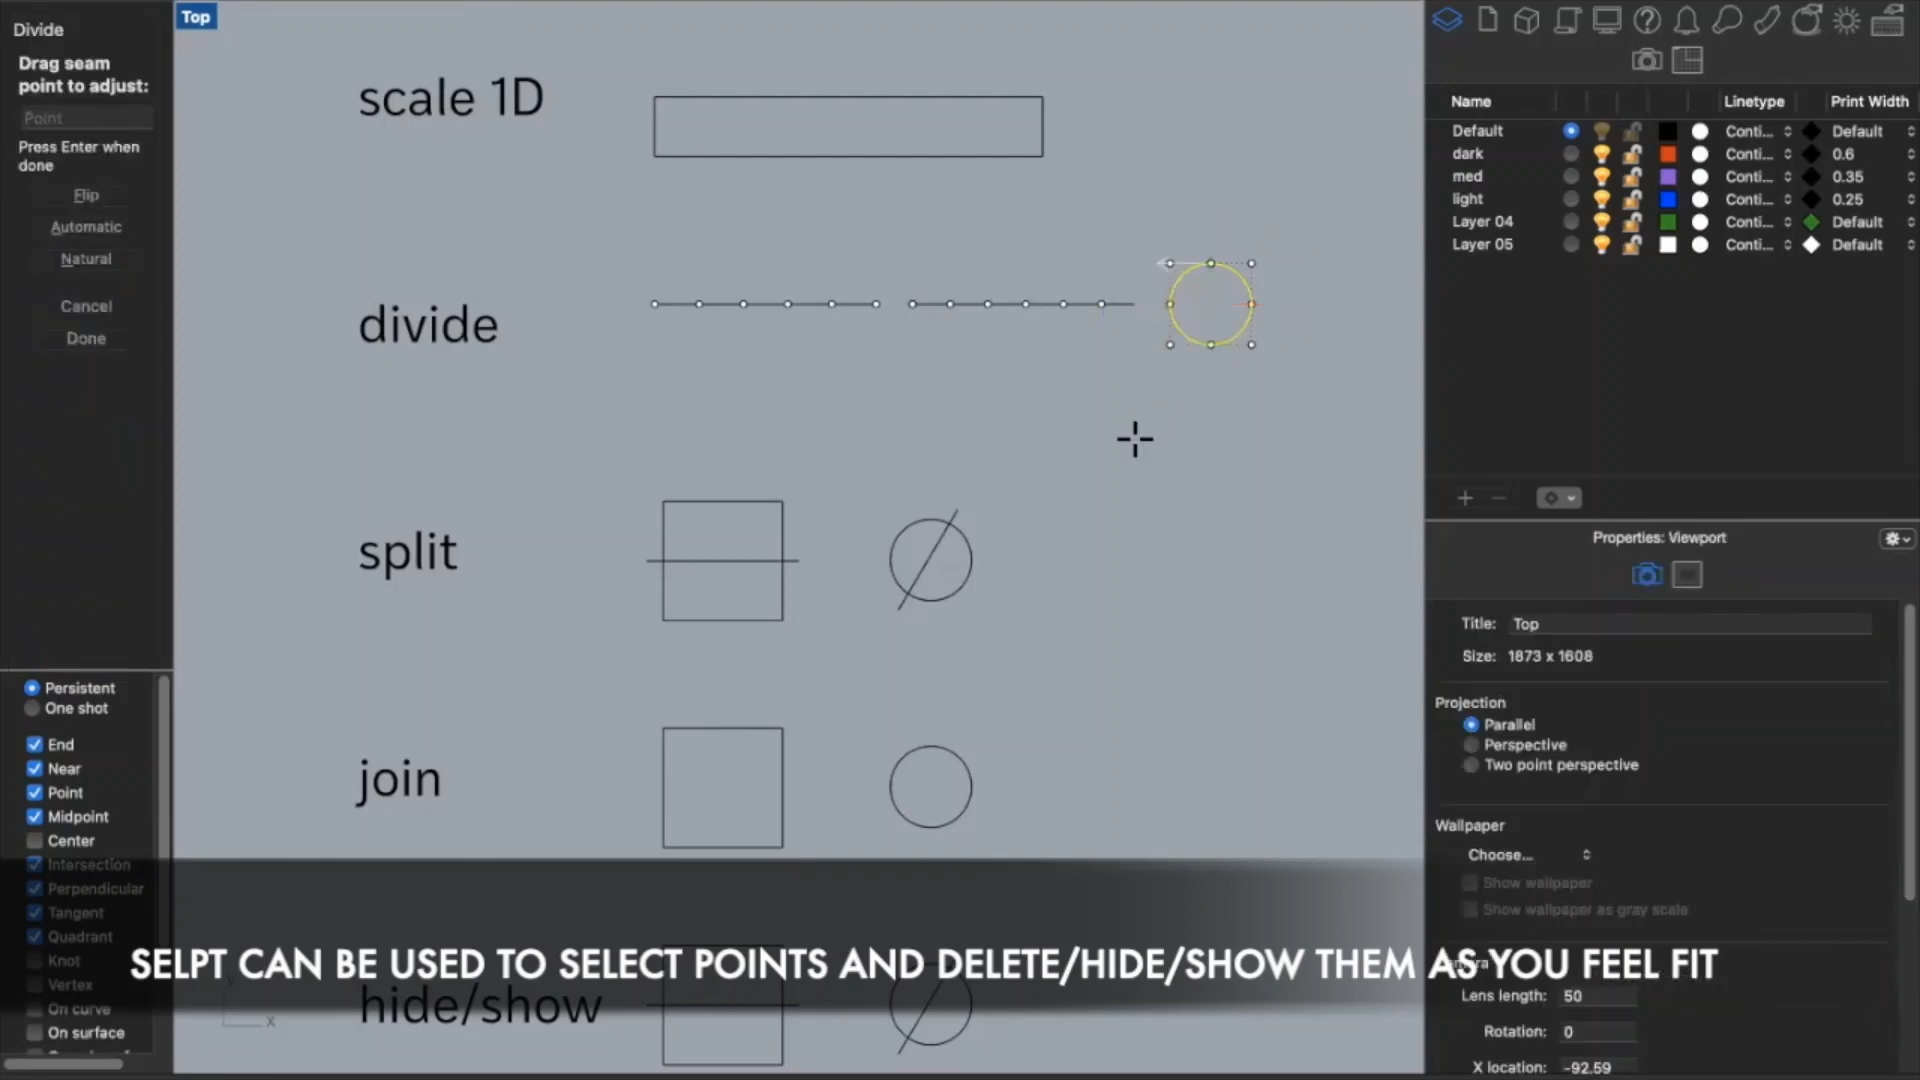 Divide
Drag seam
point to adjust:
Point
Press Enter when
done
Flip
Automatic
Natural
Cancel
Done
Persistent
One shot
End
Near
Point
Midpoint
Center
Intersection
Perpendicular
Tangent
Quadrant
Knot
Vertex
On curve
On surface
Top
scale 1D
divide
split
join
hide/show
x
SELPT CAN BE USED TO SELECT POINTS AND DELETE/HIDE/SHOW THEM AS YOU FEEL FIT
Name Linetype Print Width
Default Conti... Default
dark Conti... 0.6
med Conti... 0.35
light Conti... 0.25
Layer 04 Conti... Default
Layer 05 Conti... Default
Properties: Viewport
Title: Top
Size: 1873 x 1608
Projection
Parallel
Perspective
Two point perspective
Wallpaper
Choose...
Show wallpaper
Show wallpaper as gray scale
Lens length: 50
Rotation: 0
X location: -92.59